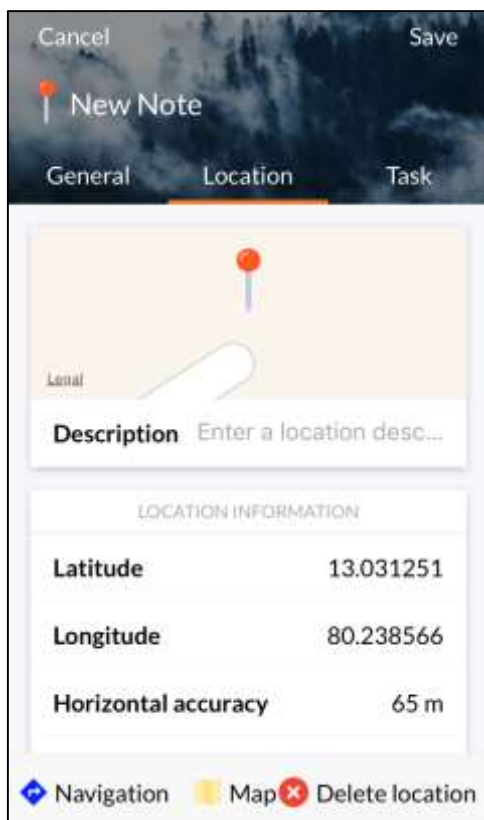 Cancel Save
New Note
General Location Task
Legal
Description Enter a location desc...
LOCATION INFORMATION
Latitude 13.031251
Longitude 80.238566
Horizontal accuracy 65 m
Navigation Map Delete location